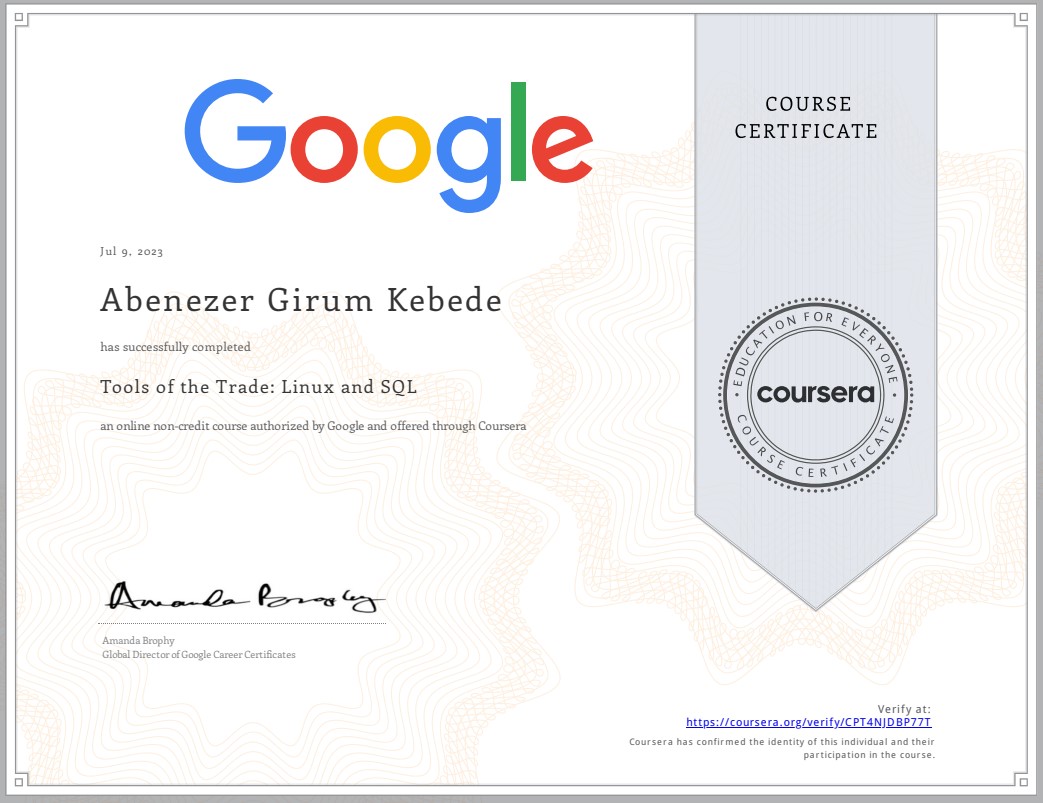 Google
COURSE
CERTIFICATE
Jul 9, 2023
Abenezer Girum Kebede
has successfully completed
Tools of the Trade: Linux and SQL
an online non-credit course authorized by Google and offered through Coursera
EDUCATION FOR EVERYONE
coursera
COURSE CERTIFICATE
Amanda Brophy
Amanda Brophy
Global Director of Google Career Certificates
Verify at:
https://coursera.org/verify/CPT4NJDBP77T
Coursera has confirmed the identity of this individual and their
participation in the course.